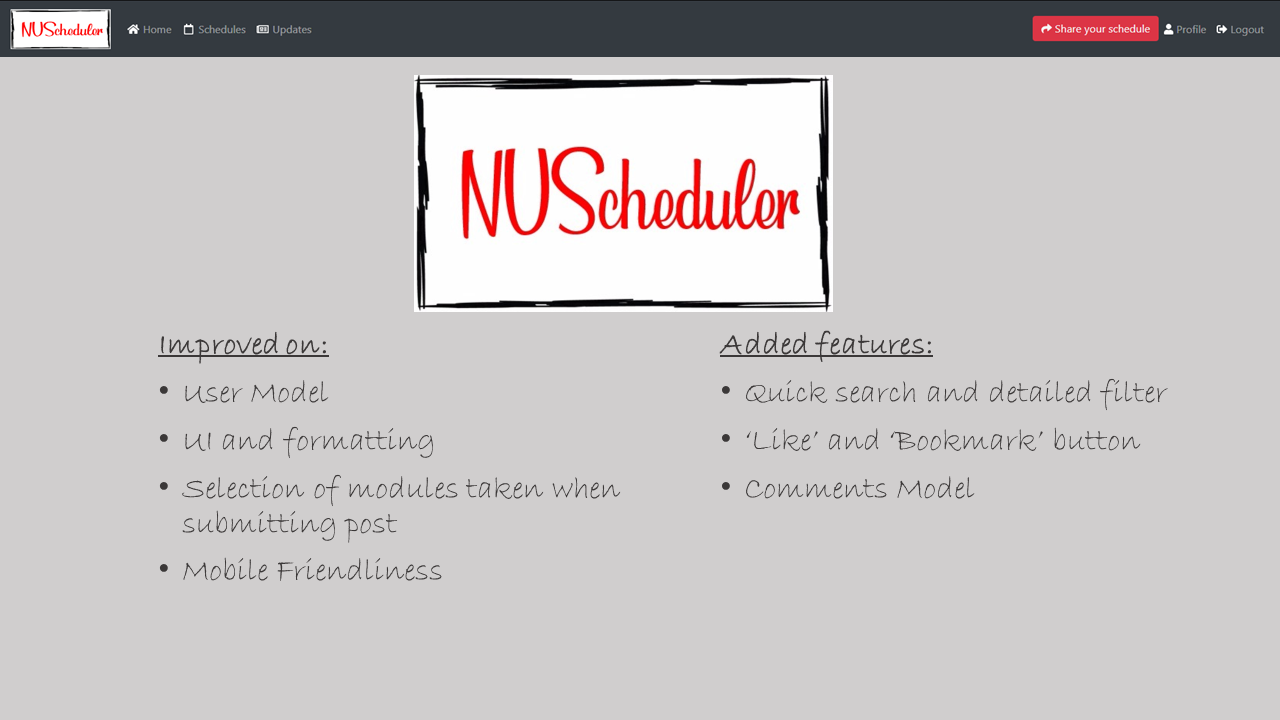 NUScheduler
Home
Schedules
Updates
Share your schedule
Profile
Logout
NUScheduler
Improved on:
• User Model
• UI and formatting
• Selection of modules taken when
submitting post
• Mobile Friendliness
Added features:
• Quick search and detailed filter
• ‘Like’ and ‘Bookmark’ button
• Comments Model